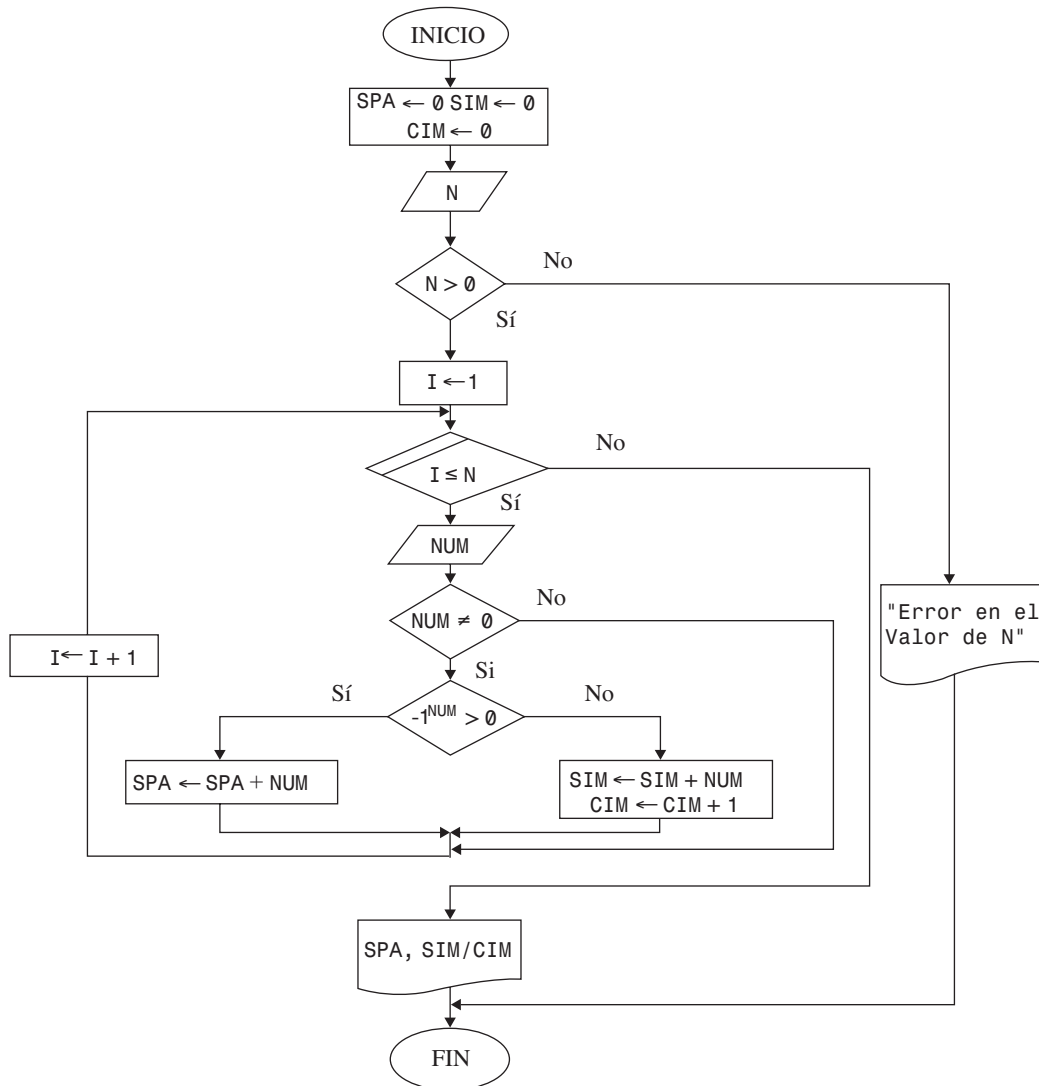 INICIO
SPA ← 0 SIM ← 0
CIM ← 0
N
N > 0
No
Sí
I ← 1
I ≤ N
No
Sí
NUM
NUM ≠ 0
No
Si
-1^NUM > 0
Sí
No
SPA ← SPA + NUM
SIM ← SIM + NUM
CIM ← CIM + 1
I ← I + 1
"Error en el
Valor de N"
SPA, SIM/CIM
FIN